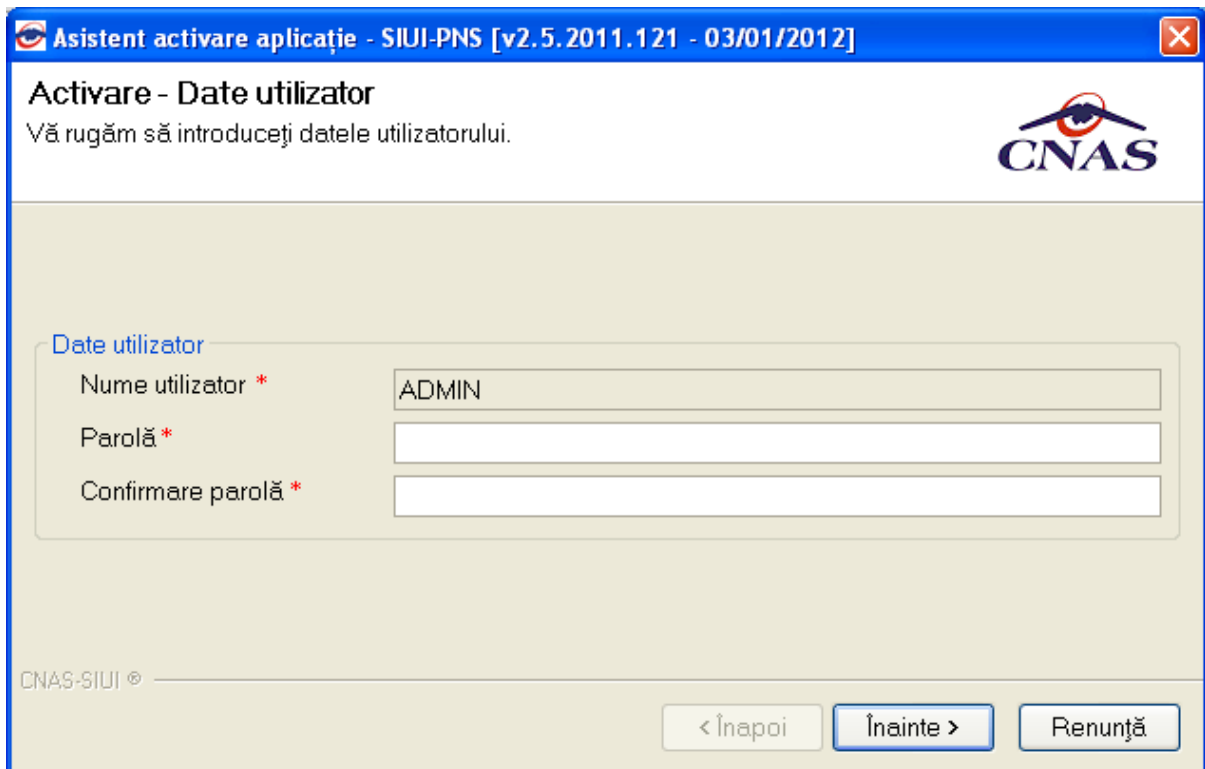 Asistent activare aplicație - SIUI-PNS [v2.5.2011.121 - 03/01/2012]
Activare - Date utilizator
Vă rugăm să introduceţi datele utilizatorului.
CNAS
Date utilizator
Nume utilizator *
ADMIN
Parolă *
Confirmare parolă *
CNAS-SIUI ®
< Înapoi
Înainte >
Renunţă